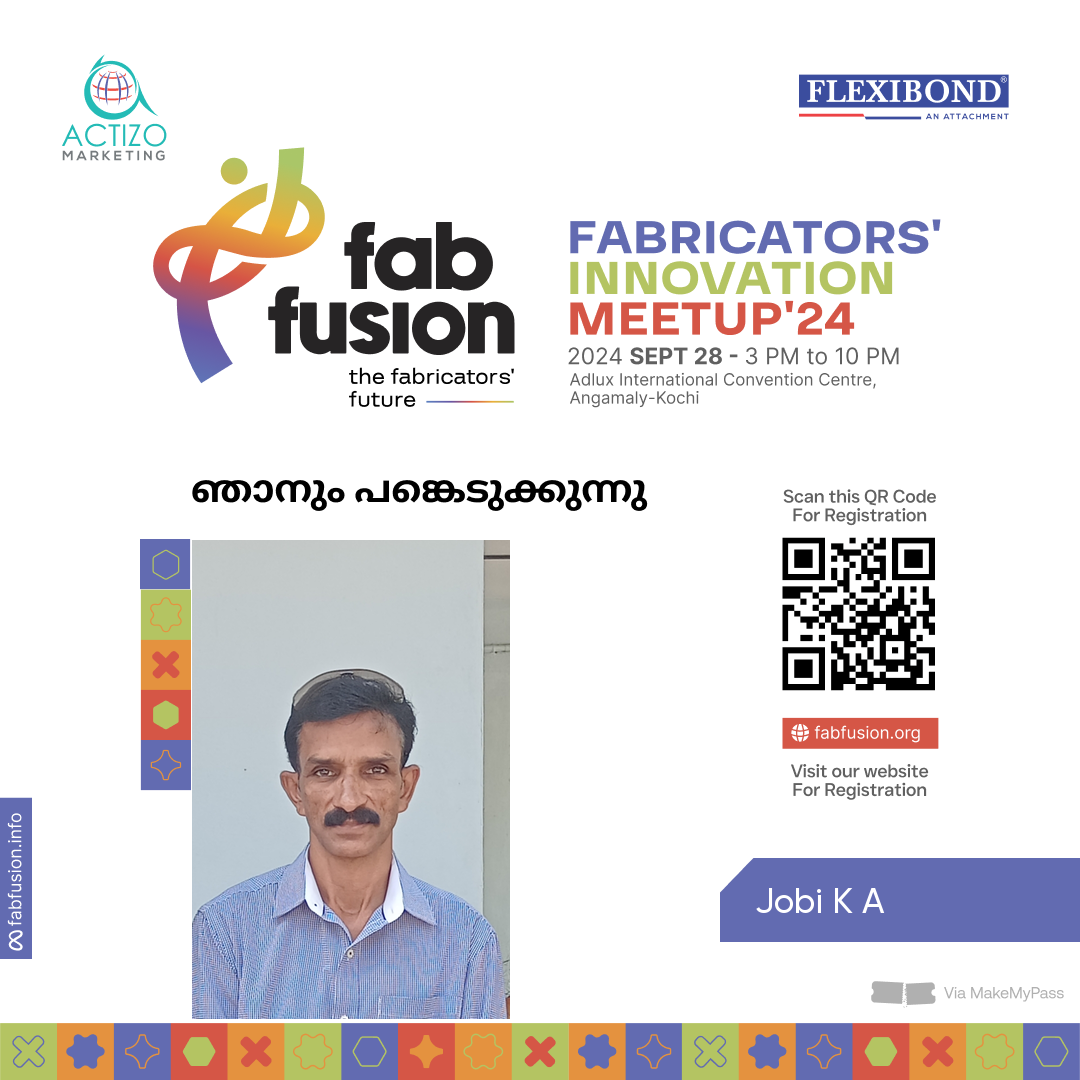 ACTIZO
MARKETING
FLEXIBOND®
AN ATTACHMENT
fab
fusion
the fabricators'
future
FABRICATORS'
INNOVATION
MEETUP'24
2024 SEPT 28 - 3 PM to 10 PM
Adlux International Convention Centre,
Angamaly-Kochi
ഞാനും പങ്കെടുക്കുന്നു
Scan this QR Code
For Registration
fabfusion.org
Visit our website
For Registration
fabfusion.info
Jobi K A
Via MakeMyPass